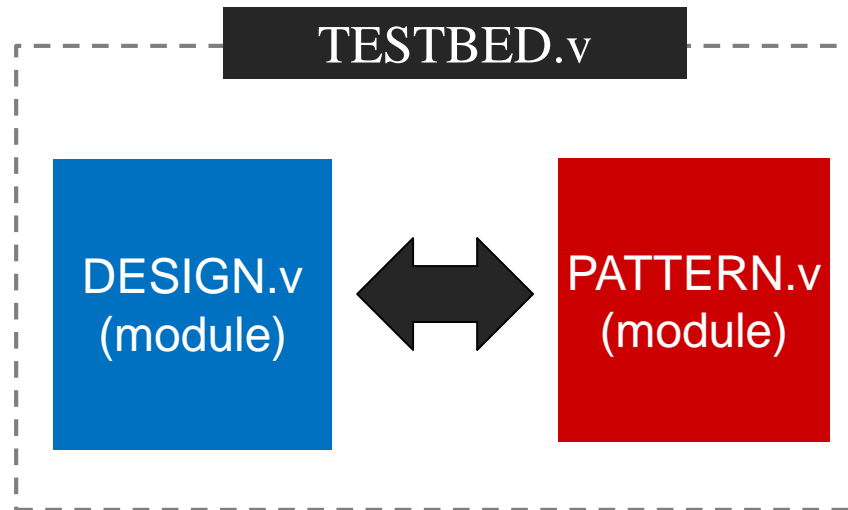 TESTBED.v
DESIGN.v
(module)
PATTERN.v
(module)